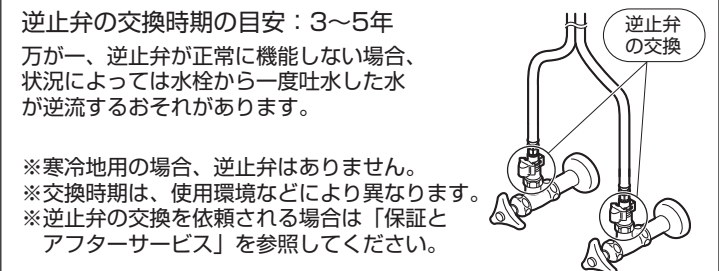 逆止弁の交換時期の目安：3～5年
万が一、逆止弁が正常に機能しない場合、
状況によっては水栓から一度吐水した水
が逆流するおそれがあります。
※寒冷地用の場合、逆止弁はありません。
※交換時期は、使用環境などにより異なります。
※逆止弁の交換を依頼される場合は「保証と
アフターサービス」を参照してください。
逆止弁
の交換